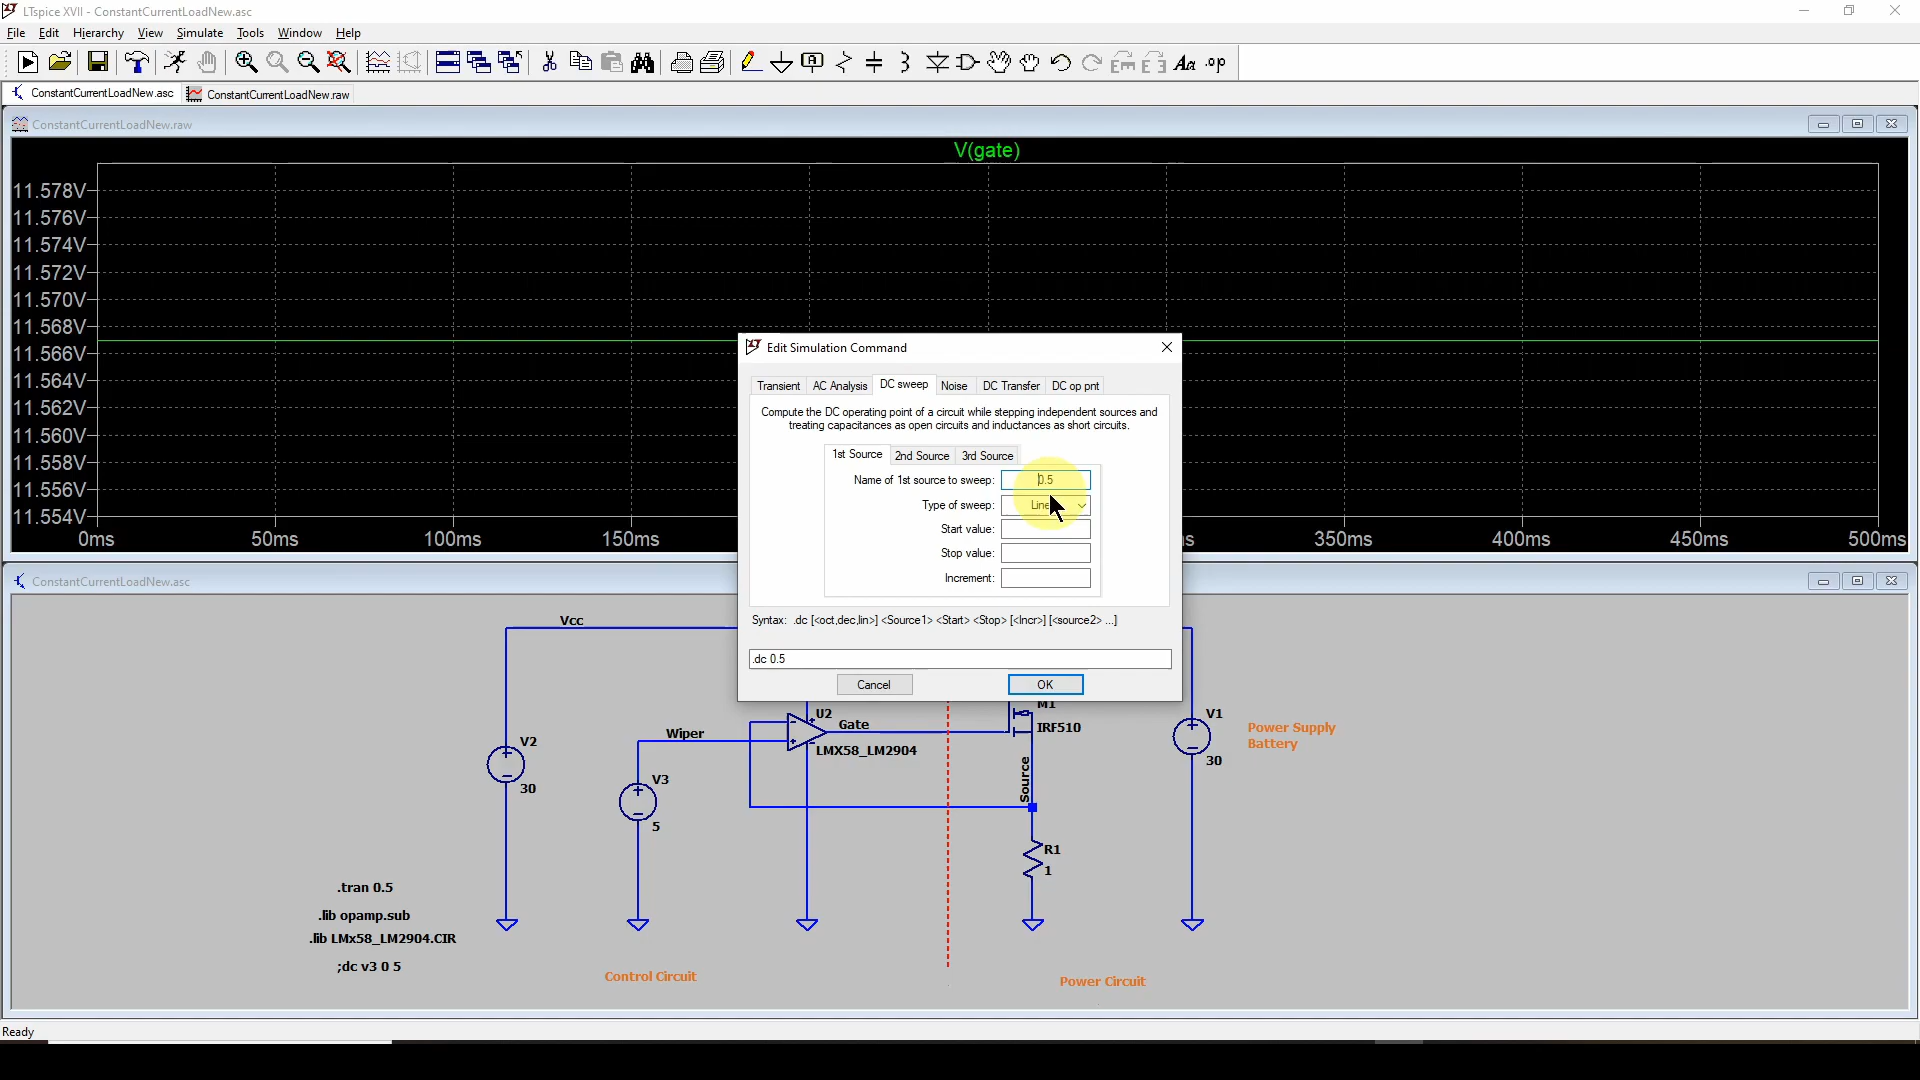 LTspice XVII - ConstantCurrentLoadNew.asc
File Edit Hierarchy View Simulate Tools Window Help
ConstantCurrentLoadNew.asc ConstantCurrentLoadNew.raw
ConstantCurrentLoadNew.raw
V(gate)
11.578V
11.576V
11.574V
11.572V
11.570V
11.568V
11.566V
11.564V
11.562V
11.560V
11.558V
11.556V
11.554V
0ms 50ms 100ms 150ms 350ms 400ms 450ms 500ms
Edit Simulation Command
Transient AC Analysis DC sweep Noise DC Transfer DC op pnt
Compute the DC operating point of a circuit while stepping independent sources and
treating capacitances as open circuits and inductances as short circuits.
1st Source 2nd Source 3rd Source
Name of 1st source to sweep: 0.5
Type of sweep:
Start value:
Stop value:
Increment:
Syntax: .dc [<oct,dec,lin>] <Source1> <Start> <Stop> [<Incr>] [<source2> ...]
.dc 0.5
Cancel OK
ConstantCurrentLoadNew.asc
Vcc
V2
30
Wiper
V3
5
U2
LMX58_LM2904
Gate
M1
IRF510
Source
R1
1
V1
30
Power Supply
Battery
.tran 0.5
.lib opamp.sub
.lib LMx58_LM2904.CIR
;dc v3 0 5
Control Circuit
Power Circuit
Ready